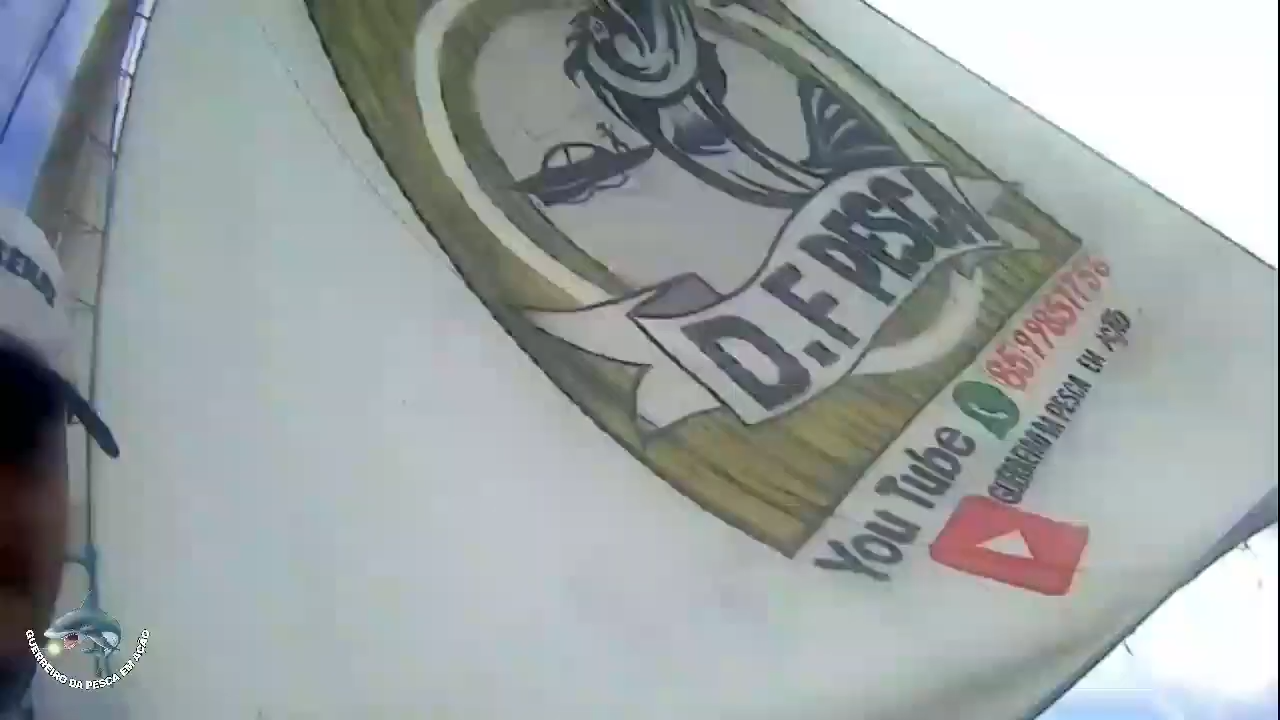 D.F PESCA
85.998517756
GUERREIRO DA PESCA EM AÇÃO
You Tube
GUERREIRO DA PESCA EM AÇÃO